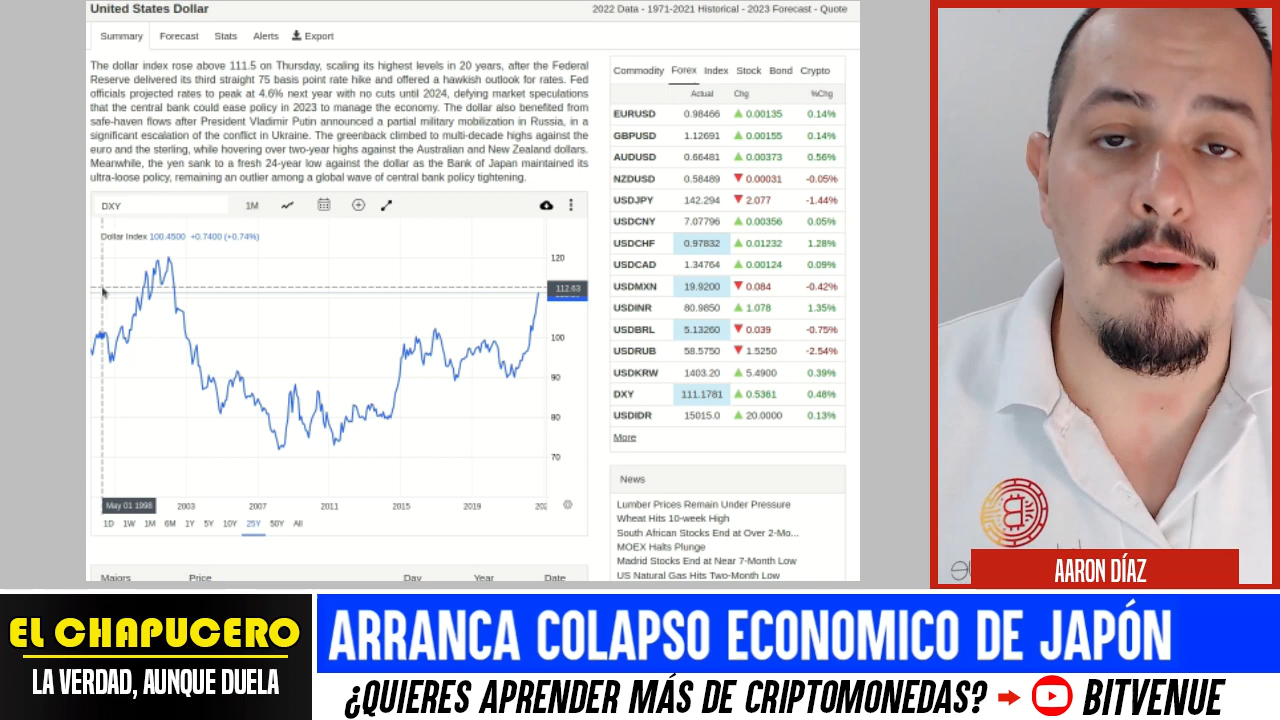 United States Dollar
2022 Data - 1971-2021 Historical - 2023 Forecast - Quote
Summary Forecast Stats Alerts Export
The dollar index rose above 111.5 on Thursday, scaling its highest levels in 20 years, after the Federal
Reserve delivered its third straight 75 basis point rate hike and offered a hawkish outlook for rates. Fed
officials projected rates to peak at 4.6% next year with no cuts until 2024, defying market speculations
that the central bank could ease policy in 2023 to manage the economy. The dollar also benefited from
safe-haven flows after President Vladimir Putin announced a partial military mobilization in Russia, in a
significant escalation of the conflict in Ukraine. The greenback climbed to multi-decade highs against the
euro and the sterling, while hovering over two-year highs against the Australian and New Zealand dollars.
Meanwhile, the yen sank to a fresh 24-year low against the dollar as the Bank of Japan maintained its
ultra-loose policy, remaining an outlier among a global wave of central bank policy tightening.
DXY 1M
Dollar Index 100.4500 +0.7400 (+0.74%)
120
112.63
100
90
80
70
May 01 1998 2003 2007 2011 2015 2019 202
1D 1W 1M 6M 1Y 5Y 10Y 25Y 50Y All
Majors Price Day Year Date
Commodity Forex Index Stock Bond Crypto
Actual Chg %Chg
EURUSD 0.98466 0.00135 0.14%
GBPUSD 1.12691 0.00155 0.14%
AUDUSD 0.66481 0.00373 0.56%
NZDUSD 0.58489 0.00031 -0.05%
USDJPY 142.294 2.077 -1.44%
USDCNY 7.07796 0.00356 0.05%
USDCHF 0.97832 0.01232 1.28%
USDCAD 1.34764 0.00124 0.09%
USDMXN 19.9200 0.084 -0.42%
USDINR 80.9850 1.078 1.35%
USDBRL 5.13260 0.039 -0.75%
USDRUB 58.5750 1.5250 -2.54%
USDKRW 1403.20 5.4900 0.39%
DXY 111.1781 0.5361 0.48%
USDIDR 15015.0 20.0000 0.13%
More
News
Lumber Prices Remain Under Pressure
Wheat Hits 10-week High
South African Stocks End at Over 2-Mo...
MOEX Halts Plunge
Madrid Stocks End at Near 7-Month Low
US Natural Gas Hits Two-Month Low
AARON DÍAZ
EL CHAPUCERO
LA VERDAD, AUNQUE DUELA
ARRANCA COLAPSO ECONOMICO DE JAPÓN
¿QUIERES APRENDER MÁS DE CRIPTOMONEDAS? BITVENUE